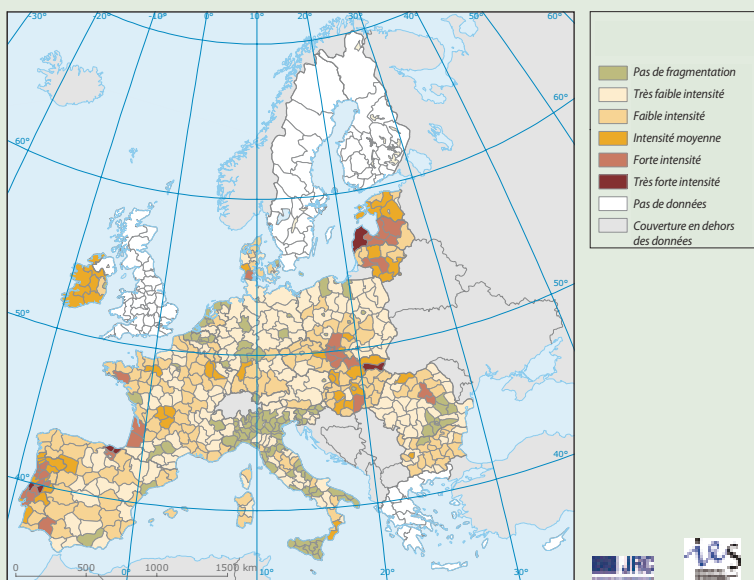 -30°
-20°
-10°
0°
10°
20°
30°
40°
50°
60°
60°
60°
50°
50°
40°
40°
Pas de fragmentation
Très faible intensité
Faible intensité
Intensité moyenne
Forte intensité
Très forte intensité
Pas de données
Couverture en dehors
des données
0 500 1000 1500 km
10°
0°
10°
20°
30°
JRC
ies